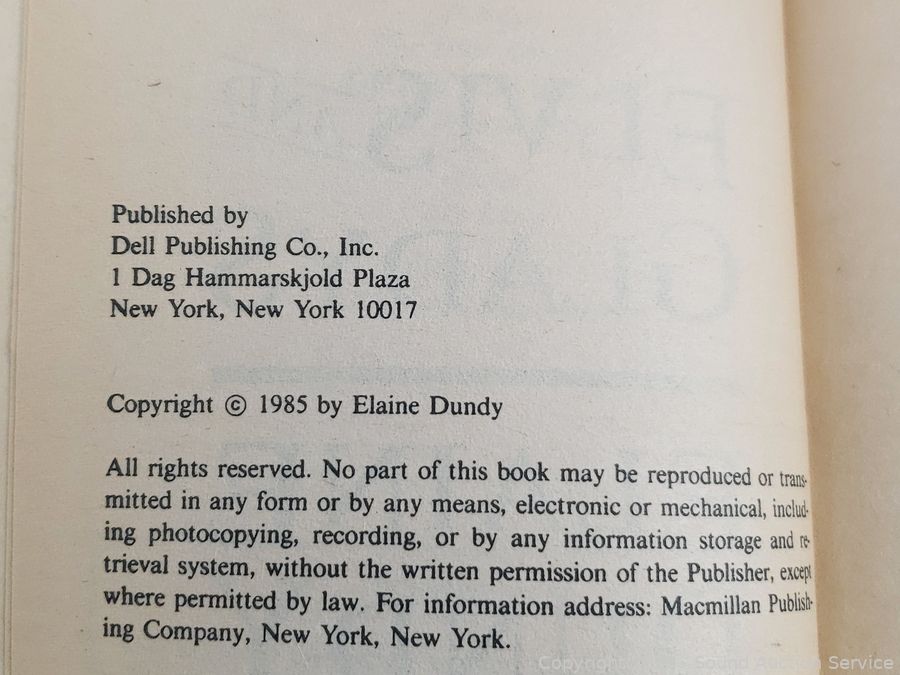 Published by
Dell Publishing Co., Inc.
1 Dag Hammarskjold Plaza
New York, New York 10017
Copyright © 1985 by Elaine Dundy
All rights reserved. No part of this book may be reproduced or trans-
mitted in any form or by any means, electronic or mechanical, includ-
ing photocopying, recording, or by any information storage and re-
trieval system, without the written permission of the Publisher, except
where permitted by law. For information address: Macmillan Publish-
ing Company, New York, New York.
Copyright Sound Auction Service